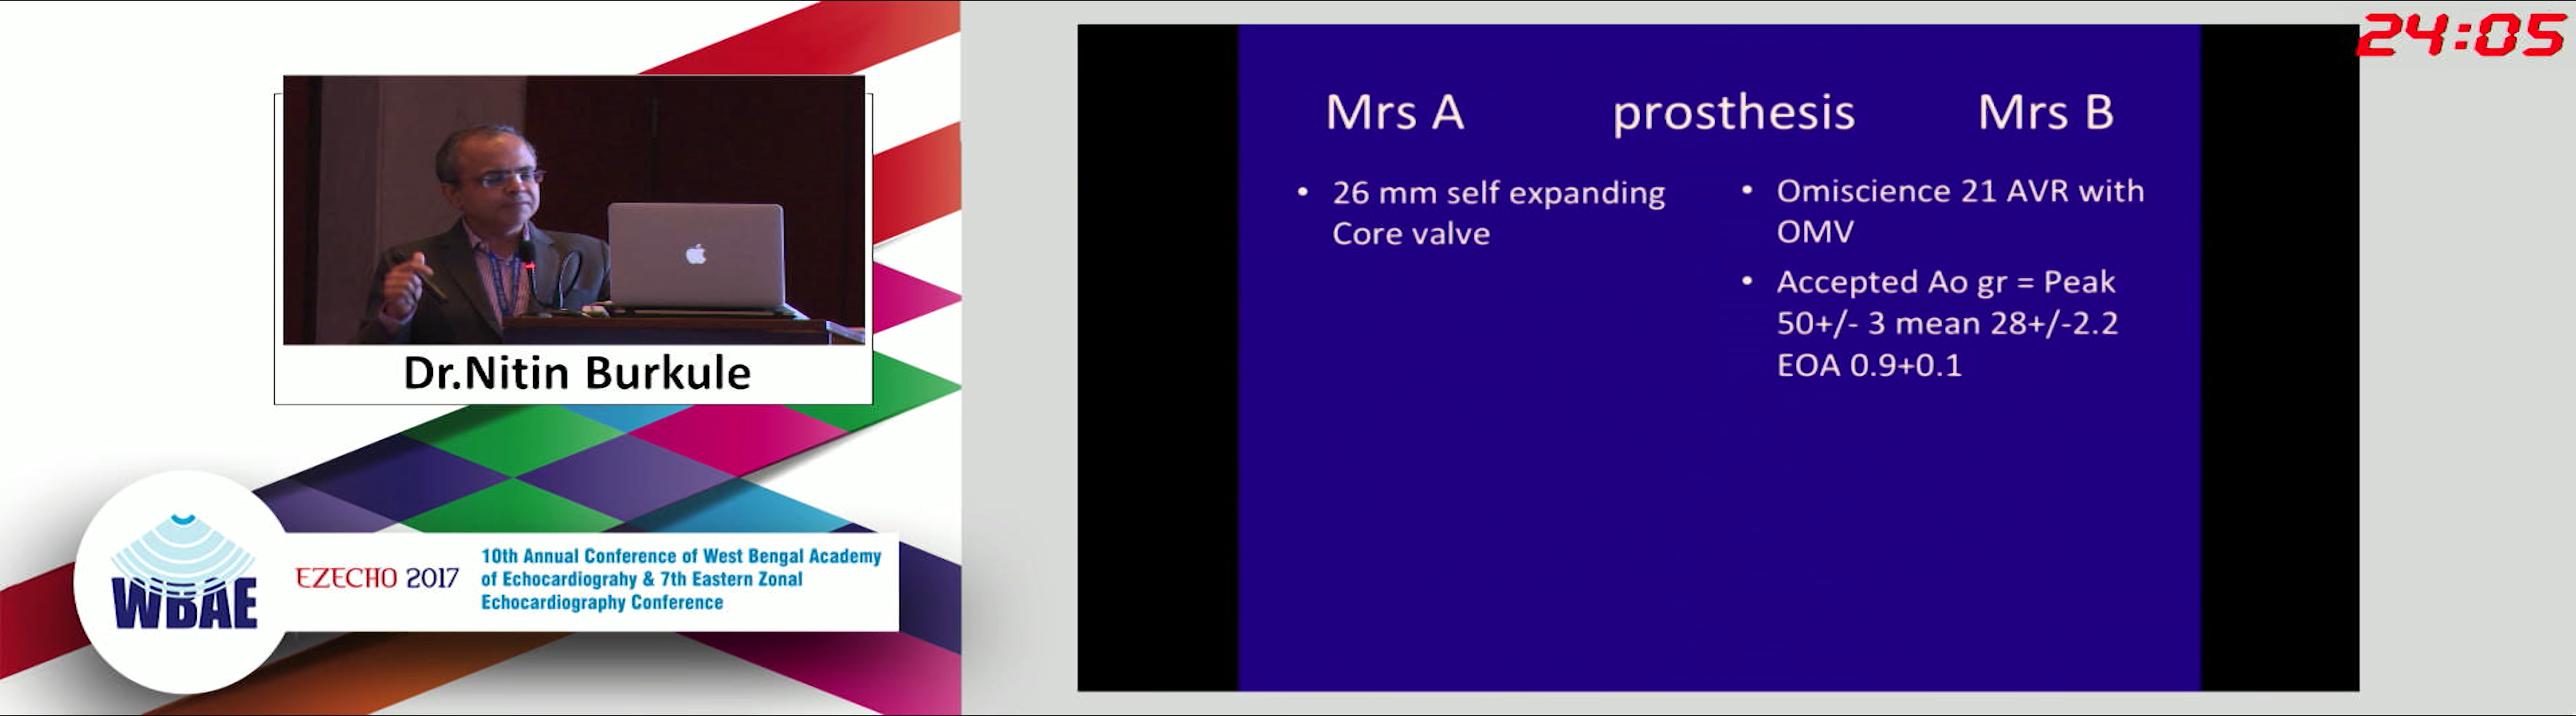 24:05
Dr.Nitin Burkule
WBAE
EZECHO 2017
10th Annual Conference of West Bengal Academy
of Echocardiograhy & 7th Eastern Zonal
Echocardiography Conference
Mrs A prosthesis Mrs B
• 26 mm self expanding
Core valve
• Omiscience 21 AVR with
OMV
• Accepted Ao gr = Peak
50+/- 3 mean 28+/-2.2
EOA 0.9+0.1